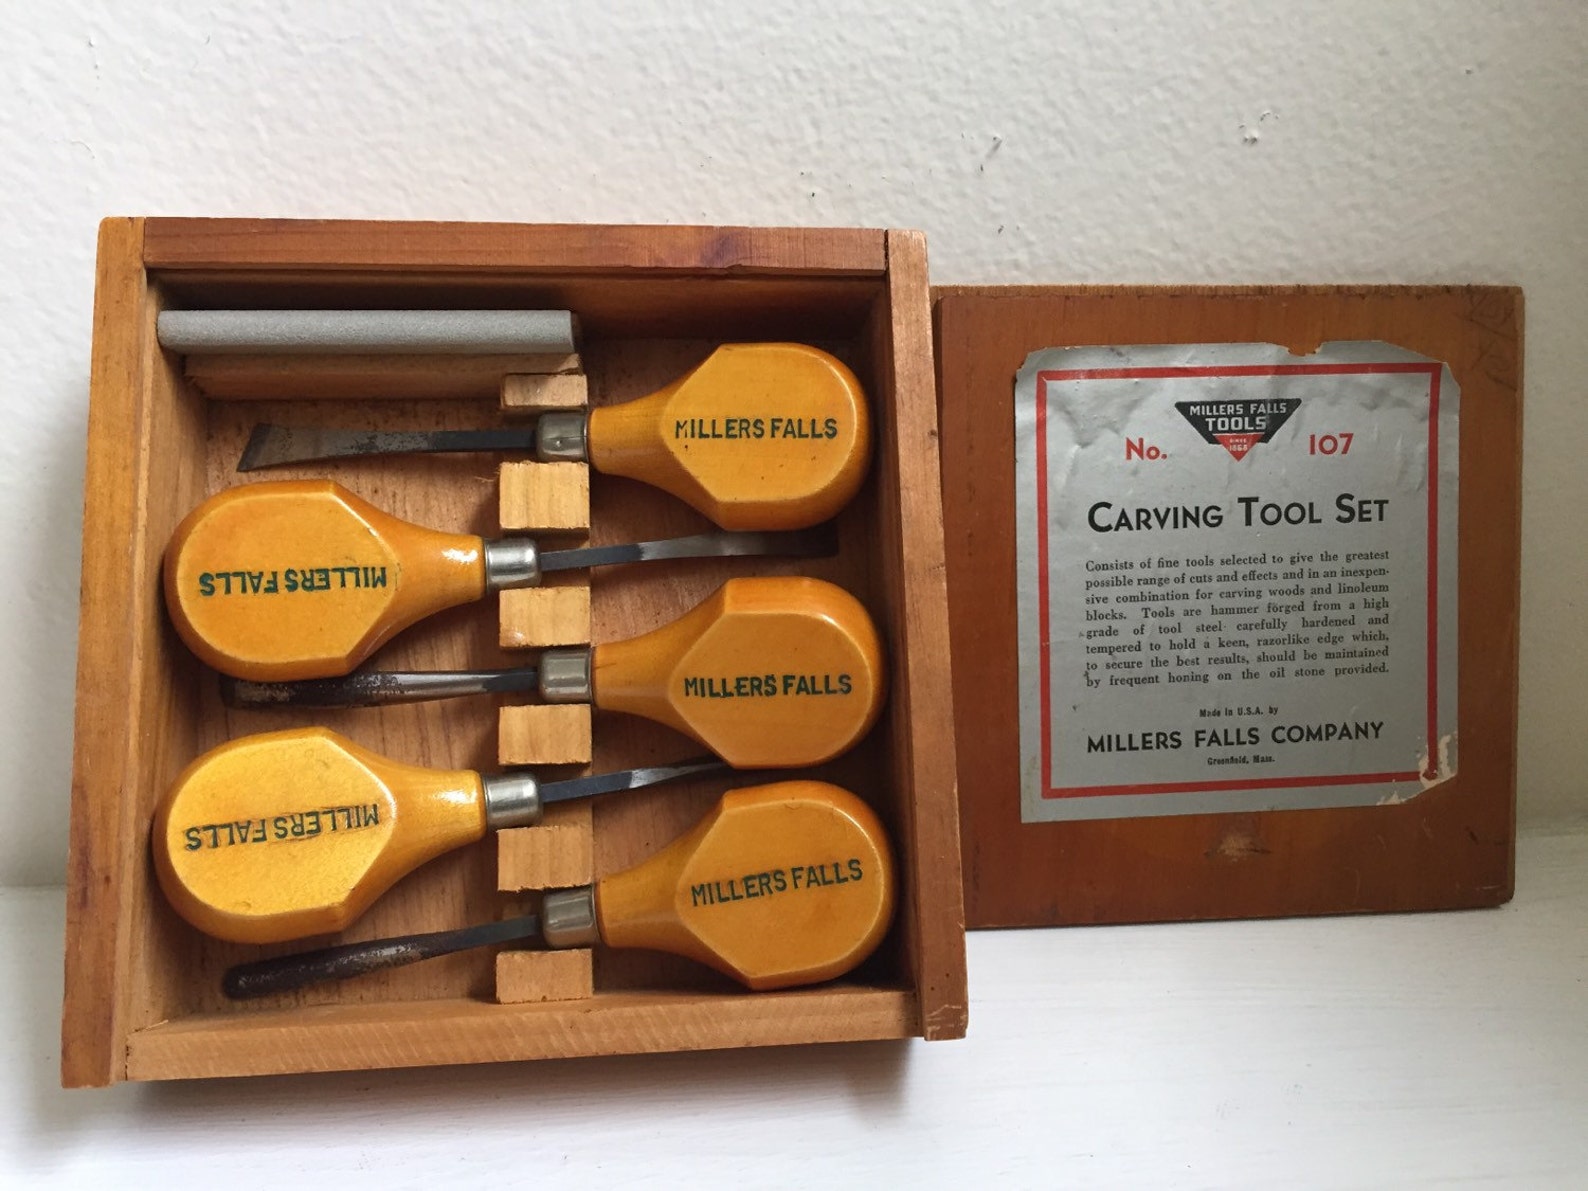 MILLERS FALLS
MILLERS FALLS
MILLERS FALLS
MILLERS FALLS
MILLERS FALLS
MILLERS FALLS
TOOLS
SINCE
1868
No. 107
CARVING TOOL SET
Consists of fine tools selected to give the greatest
possible range of cuts and effects and in an inexpen-
sive combination for carving woods and linoleum
blocks. Tools are hammer forged from a high
grade of tool steel carefully hardened and
tempered to hold a keen, razorlike edge which,
to secure the best results, should be maintained
by frequent honing on the oil stone provided.
Made in U.S.A. by
MILLERS FALLS COMPANY
Greenfield, Mass.